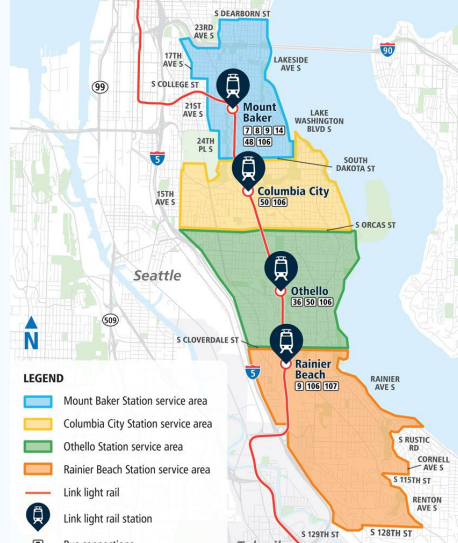 S DEARBORN ST
23RD
AVE S
90
17TH
AVE S
LAKESIDE
AVE S
S COLLEGE ST
99
Mount
Baker
7 8 9 14
48 106
21ST
AVE S
LAKE
WASHINGTON
BLVD S
24TH
PL S
5
SOUTH
DAKOTA ST
15TH
AVE S
Columbia City
50 106
S ORCAS ST
Seattle
Othello
36 50 106
509
N
S CLOVERDALE ST
Rainier
Beach
9 106 107
5
RAINIER
AVE S
LEGEND
Mount Baker Station service area
Columbia City Station service area
Othello Station service area
Rainier Beach Station service area
Link light rail
Link light rail station
S RUSTIC
RD
CORNELL
AVE S
S 115TH ST
RENTON
AVE S
S 129TH ST
S 128TH ST